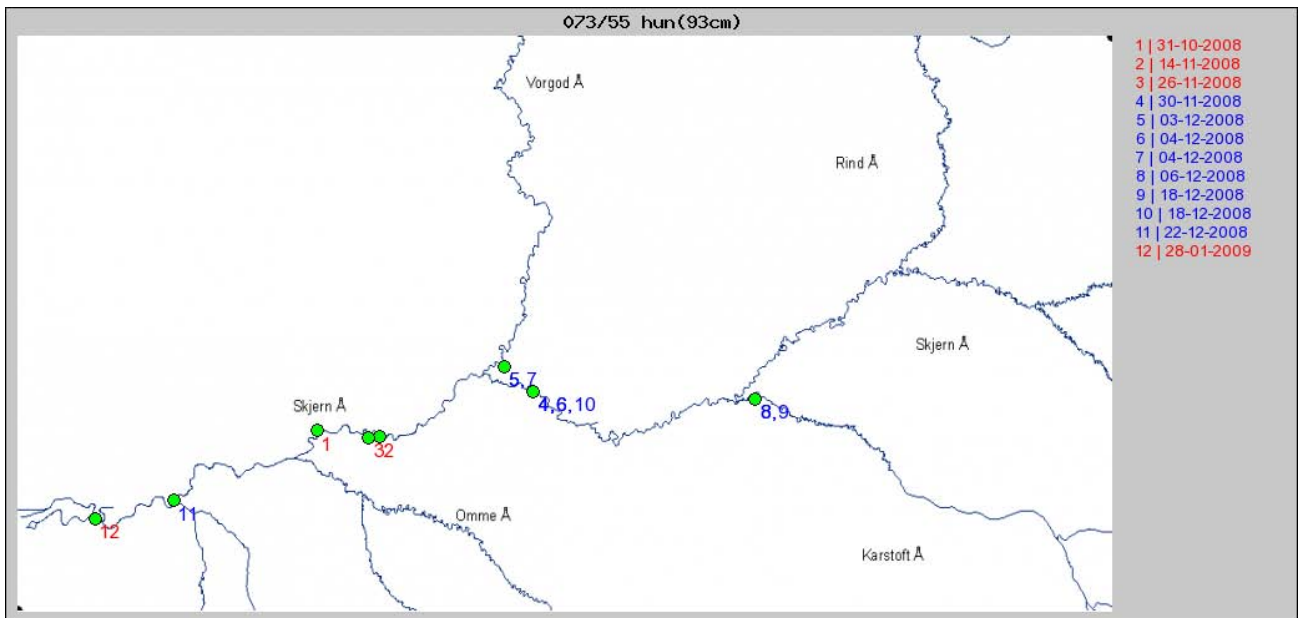 073/55 hun(93cm)
1 | 31-10-2008
2 | 14-11-2008
3 | 26-11-2008
4 | 30-11-2008
5 | 03-12-2008
6 | 04-12-2008
7 | 04-12-2008
8 | 06-12-2008
9 | 18-12-2008
10 | 18-12-2008
11 | 22-12-2008
12 | 28-01-2009
Vorgod Å
Rind Å
Skjern Å
5,7
4,6,10
8,9
Skjern Å
1
32
11
12
Omme Å
Karstoft Å